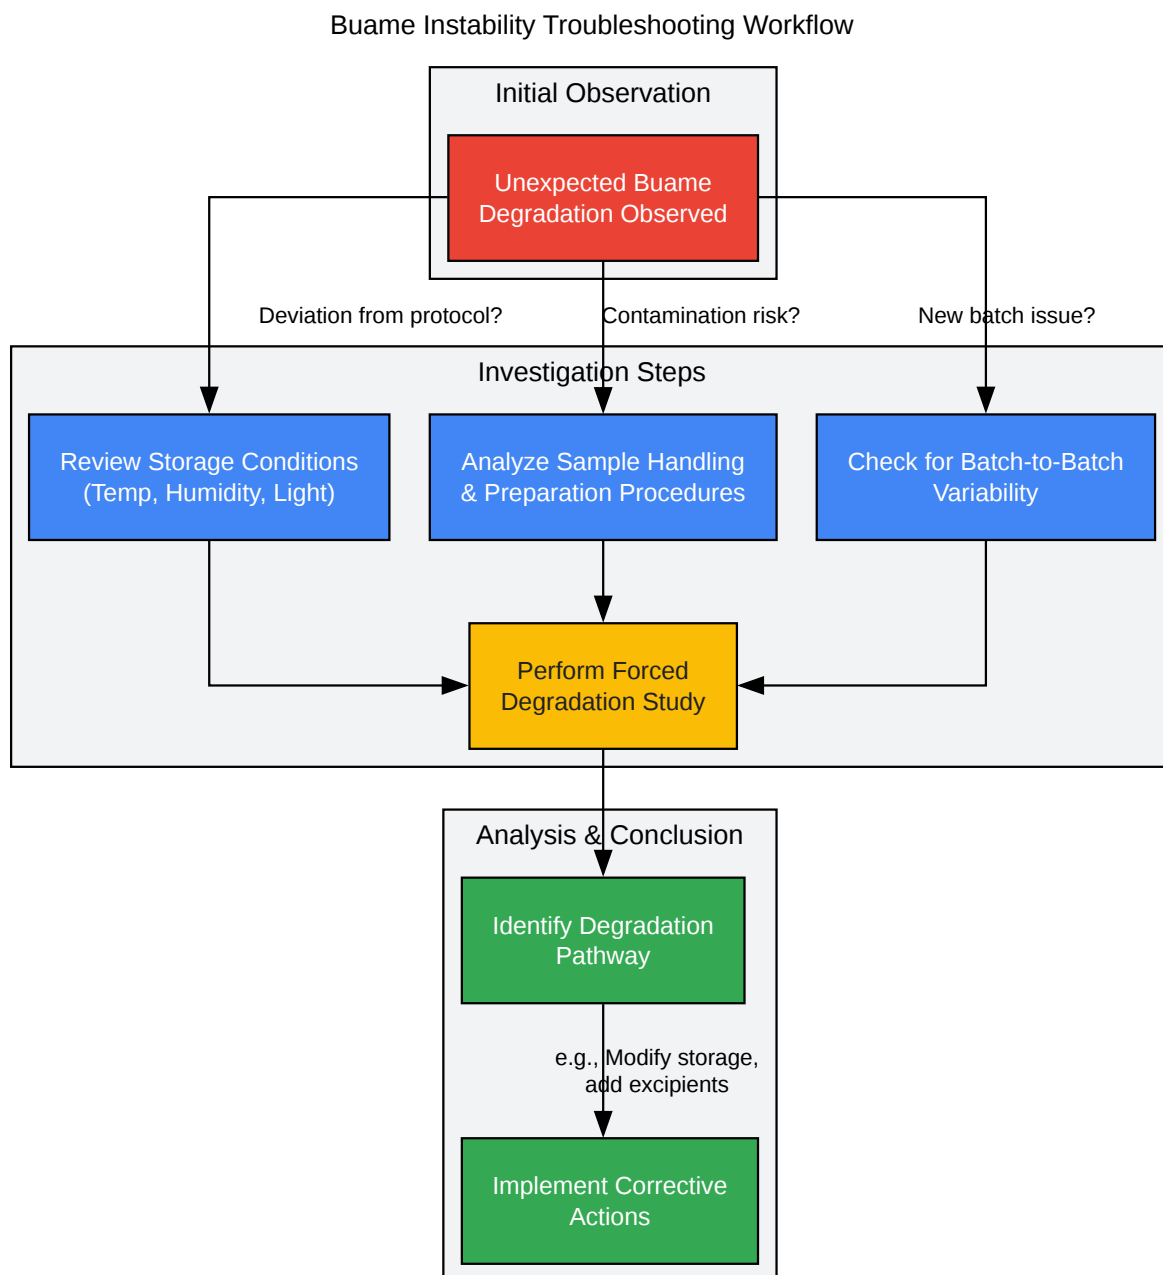 Buame Instability Troubleshooting Workflow
Initial Observation
Unexpected Buame
Degradation Observed
Deviation from protocol?
Contamination risk?
New batch issue?
Investigation Steps
Review Storage Conditions
(Temp, Humidity, Light)
Analyze Sample Handling
& Preparation Procedures
Check for Batch-to-Batch
Variability
Perform Forced
Degradation Study
Analysis & Conclusion
Identify Degradation
Pathway
e.g., Modify storage,
add excipients
Implement Corrective
Actions